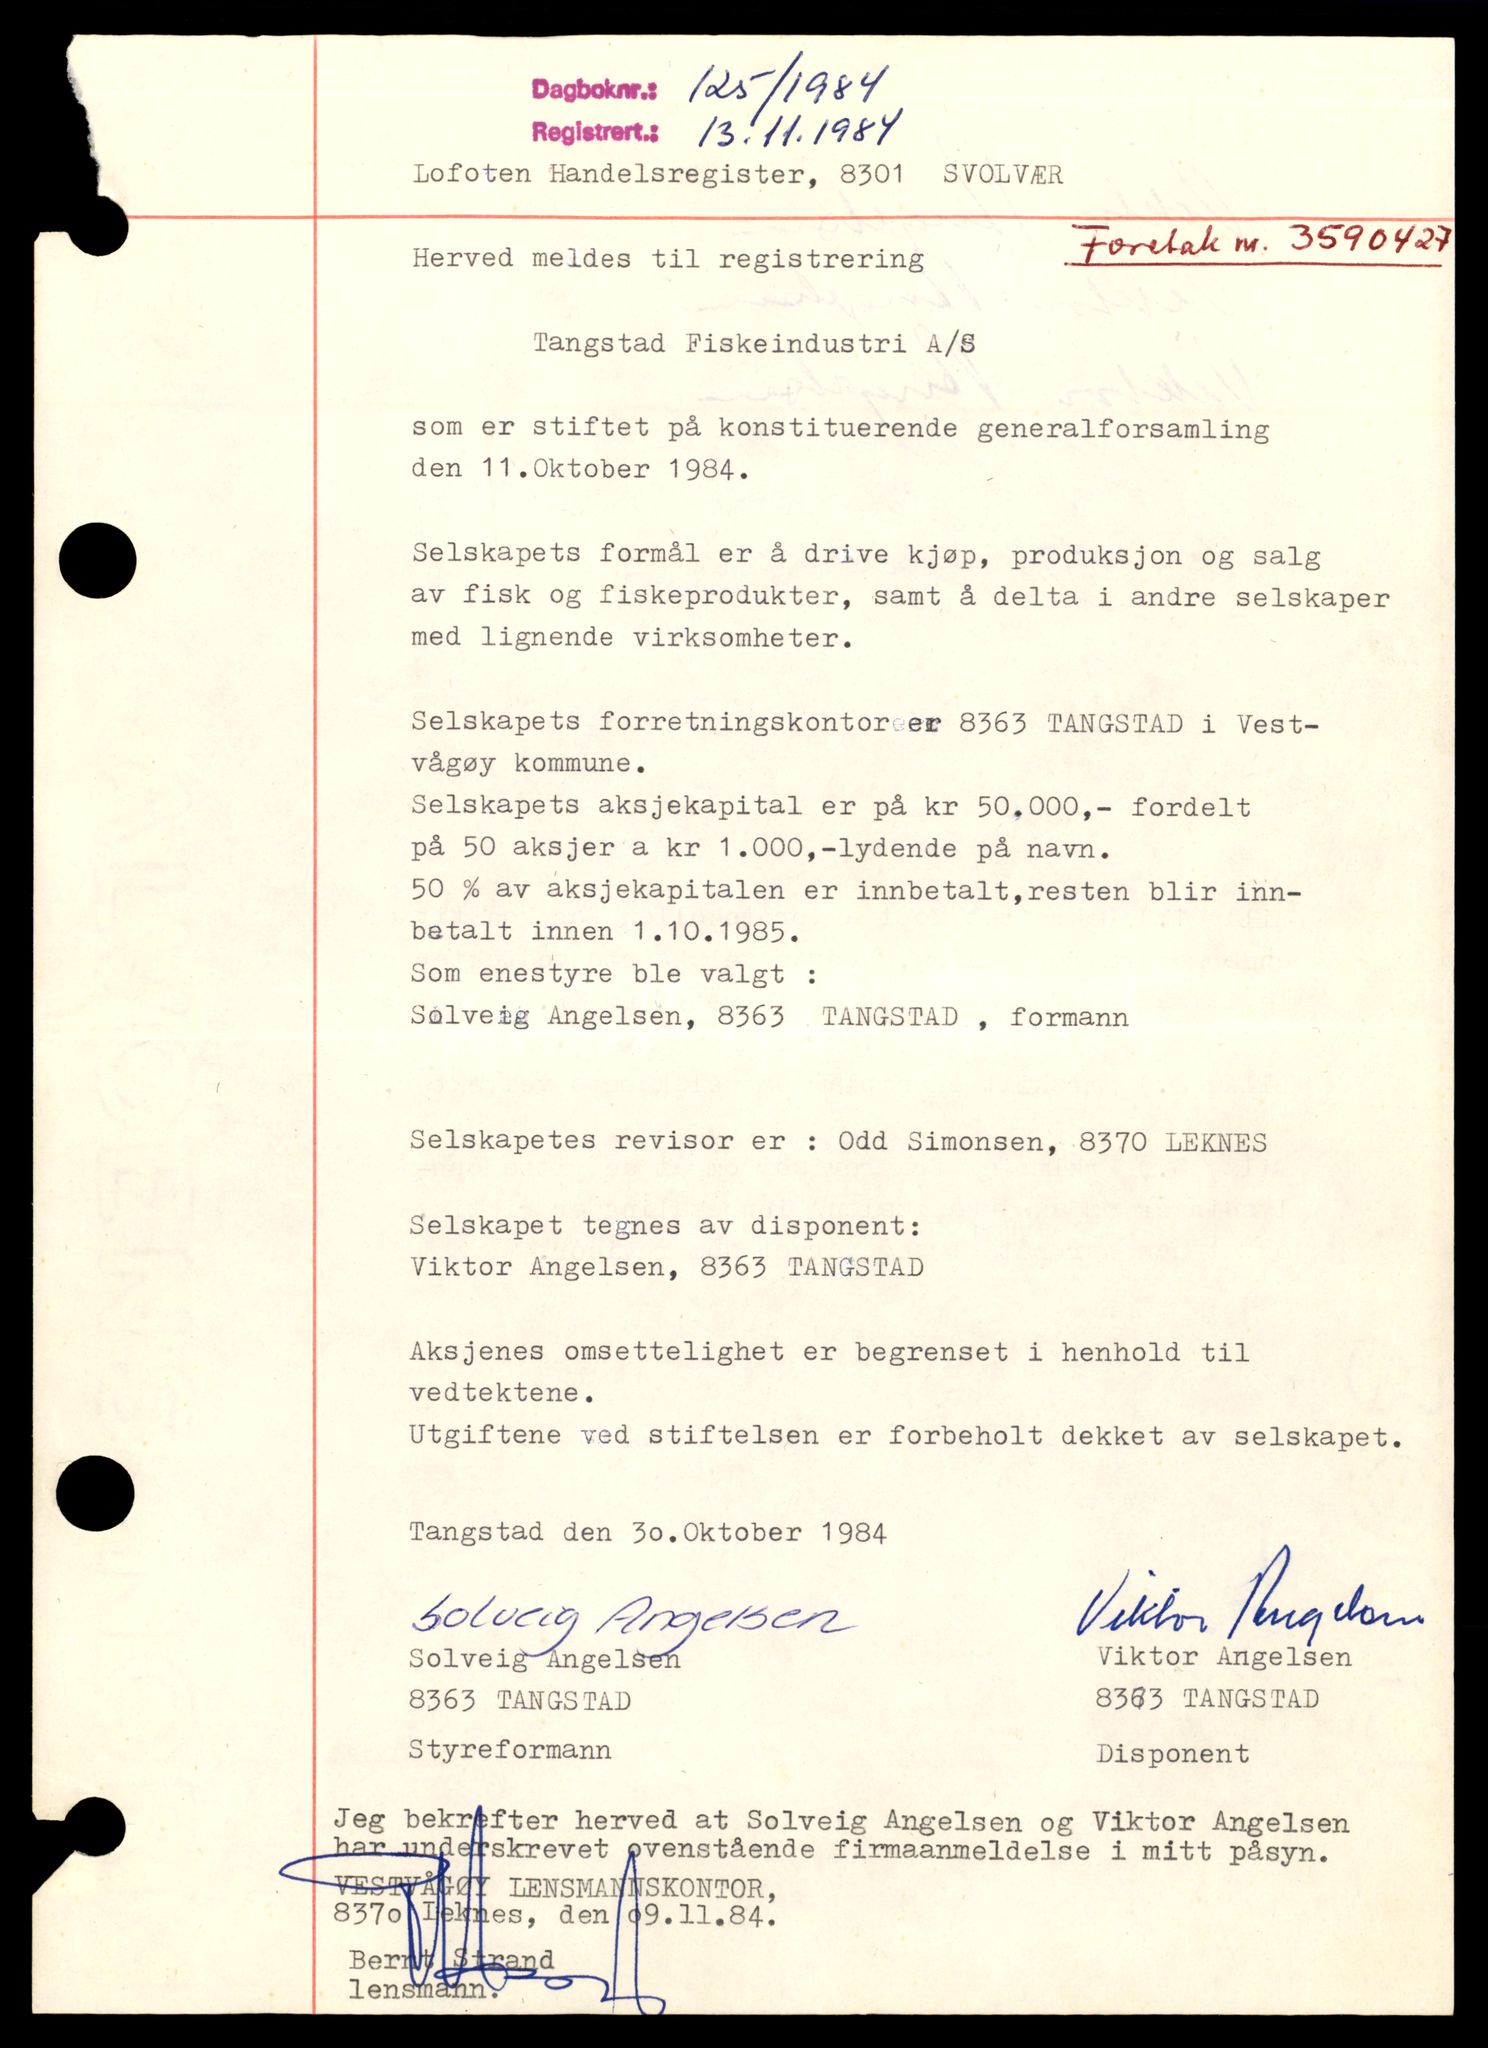 Dagboknr.: 125/1984
Registrert.: 13.11.1984
Lofoten Handelsregister, 8301 SVOLVÆR
Foretak nr. 3590427
Herved meldes til registrering
Tangstad Fiskeindustri A/S
som er stiftet på konstituerende generalforsamling
den 11.Oktober 1984.
Selskapets formål er å drive kjøp, produksjon og salg
av fisk og fiskeprodukter, samt å delta i andre selskaper
med lignende virksomheter.
Selskapets forretningskontor er 8363 TANGSTAD i Vest-
vågøy kommune.
Selskapets aksjekapital er på kr 50.000,- fordelt
på 50 aksjer a kr 1.000,-lydende på navn.
50 % av aksjekapitalen er innbetalt,resten blir inn-
betalt innen 1.10.1985.
Som enestyre ble valgt :
Solveig Angelsen, 8363 TANGSTAD , formann
Selskapetes revisor er : Odd Simonsen, 8370 LEKNES
Selskapet tegnes av disponent:
Viktor Angelsen, 8363 TANGSTAD
Aksjenes omsettelighet er begrenset i henhold til
vedtektene.
Utgiftene ved stiftelsen er forbeholt dekket av selskapet.
Tangstad den 3o.Oktober 1984
Solveig Angelsen Viktor Angelsen
Solveig Angelsen Viktor Angelsen
8363 TANGSTAD 8363 TANGSTAD
Styreformann Disponent
Jeg bekrefter herved at Solveig Angelsen og Viktor Angelsen
har underskrevet ovenstående firmaanmeldelse i mitt påsyn.
VESTVÅGØY LENSMANNSKONTOR,
837o Leknes, den o9.11.84.
Bernt Strand
lensmann.